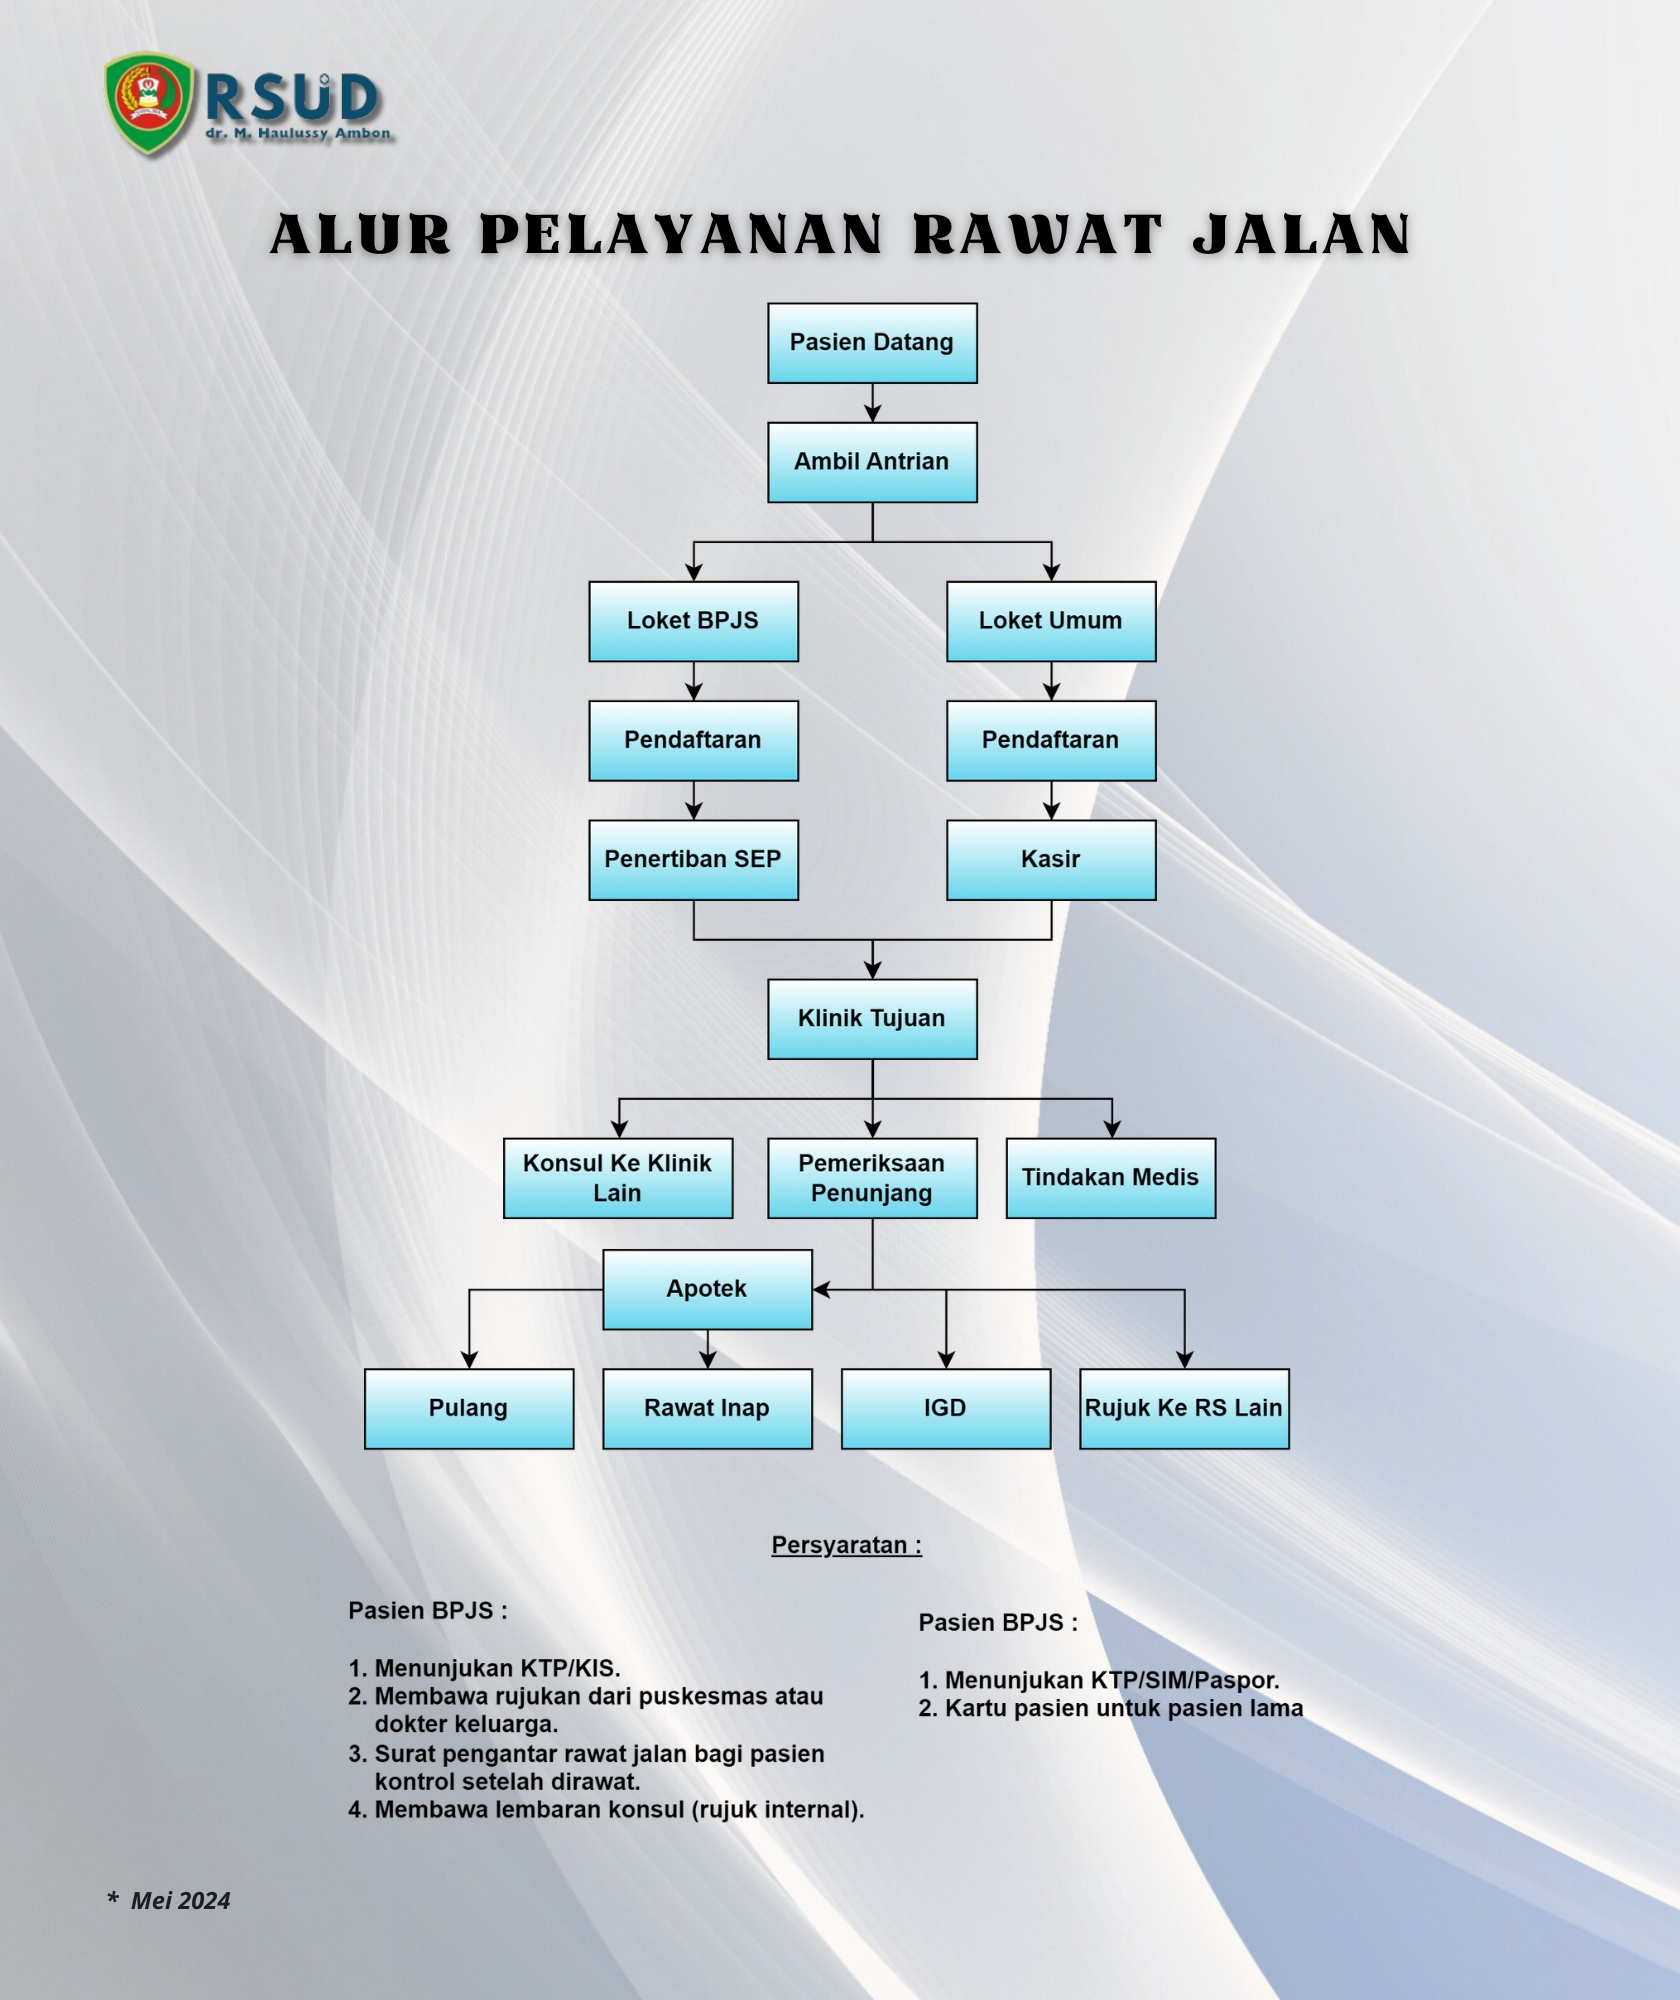 RSUD
dr. M. Haulussy Ambon
ALUR PELAYANAN RAWAT JALAN
Pasien Datang
Ambil Antrian
Loket BPJS
Loket Umum
Pendaftaran
Pendaftaran
Penertiban SEP
Kasir
Klinik Tujuan
Konsul Ke Klinik
Lain
Pemeriksaan
Penunjang
Tindakan Medis
Apotek
Pulang
Rawat Inap
IGD
Rujuk Ke RS Lain
Persyaratan :
Pasien BPJS :
1. Menunjukan KTP/KIS.
2. Membawa rujukan dari puskesmas atau
dokter keluarga.
3. Surat pengantar rawat jalan bagi pasien
kontrol setelah dirawat.
4. Membawa lembaran konsul (rujuk internal).
Pasien BPJS :
1. Menunjukan KTP/SIM/Paspor.
2. Kartu pasien untuk pasien lama
* Mei 2024